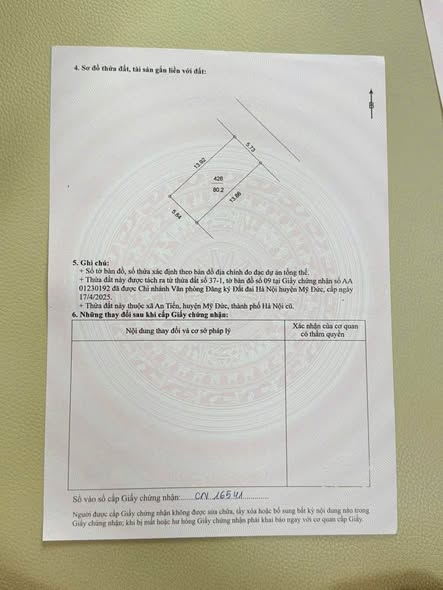 4. Sơ đồ thửa đất, tài sản gắn liền với đất:
B
5.73
13.92
428
80.2
13.88
5.84
5. Ghi chú:
+ Số tờ bản đồ, số thửa xác định theo bản đồ địa chính đo đạc dự án tổng thể.
+ Thửa đất này được tách ra từ thửa đất số 37-1, tờ bản đồ số 09 tại Giấy chứng nhận số AA
01230192 đã được Chi nhánh Văn phòng Đăng ký Đất đai Hà Nội huyện Mỹ Đức, cấp ngày
17/4/2025.
+ Thửa đất này thuộc xã An Tiến, huyện Mỹ Đức, thành phố Hà Nội cũ.
6. Những thay đổi sau khi cấp Giấy chứng nhận:
Nội dung thay đổi và cơ sở pháp lý
Xác nhận của cơ quan
có thẩm quyền
Số vào sổ cấp Giấy chứng nhận: CN 16541
Người được cấp Giấy chứng nhận không được sửa chữa, tẩy xóa hoặc bổ sung bất kỳ nội dung nào trong
Giấy chứng nhận; khi bị mất hoặc hư hỏng Giấy chứng nhận phải khai báo ngay với cơ quan cấp Giấy.